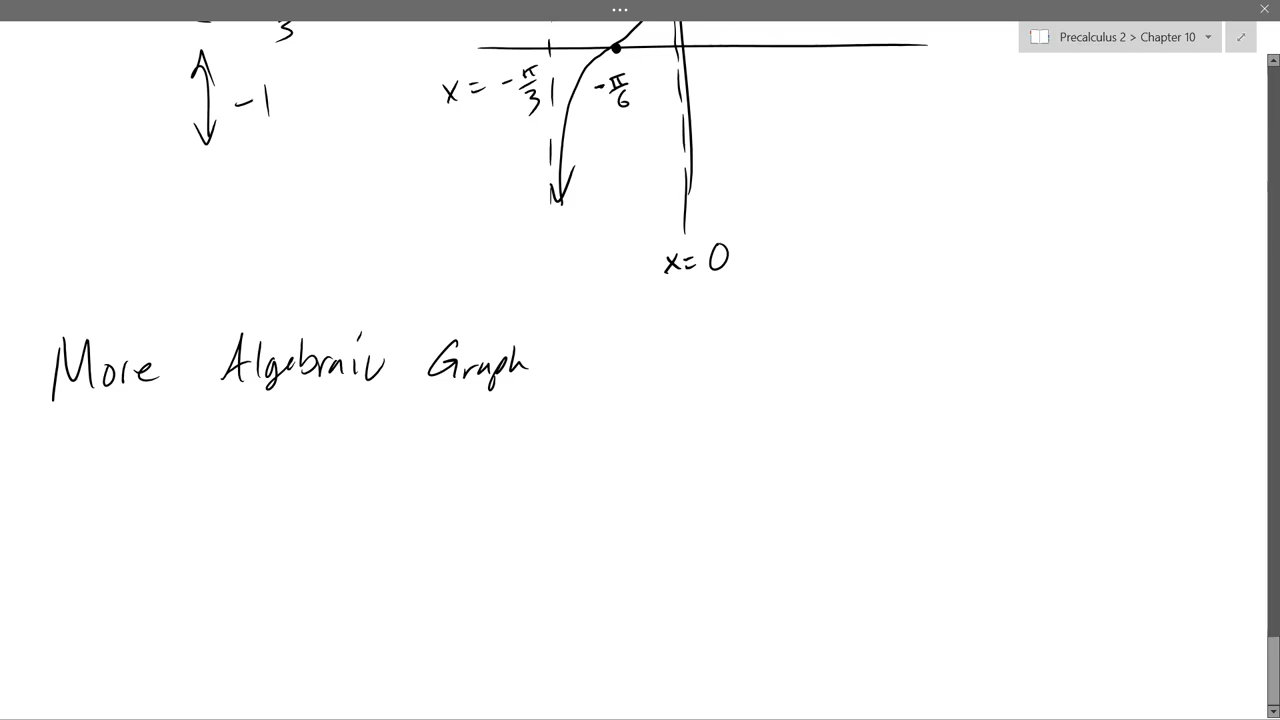 Precalculus 2 > Chapter 10
3
-1
x = -π/3
-π/6
x = 0
More Algebraic Graph